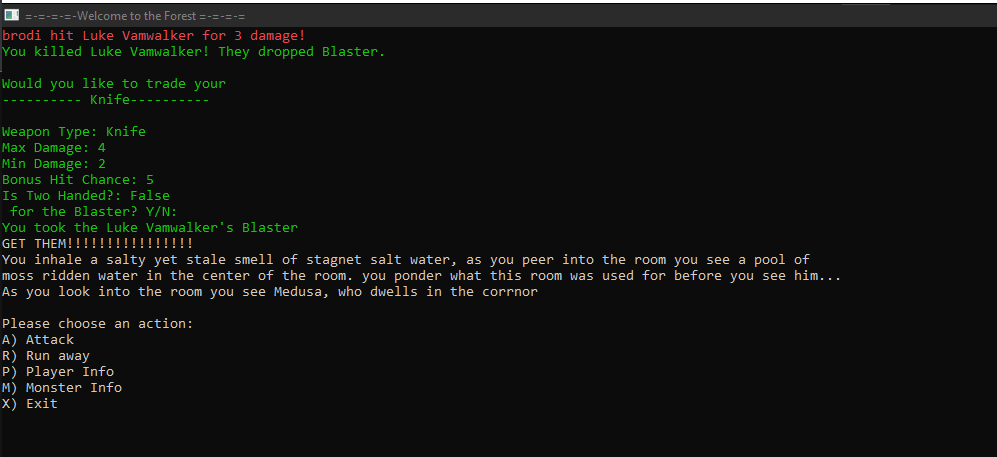 =-=-=-=-Welcome to the Forest =-=-=-=
brodi hit Luke Vamwalker for 3 damage!
You killed Luke Vamwalker! They dropped Blaster.
Would you like to trade your
---------- Knife----------
Weapon Type: Knife
Max Damage: 4
Min Damage: 2
Bonus Hit Chance: 5
Is Two Handed?: False
for the Blaster? Y/N:
You took the Luke Vamwalker's Blaster
GET THEM!!!!!!!!!!!!!!!!
You inhale a salty yet stale smell of stagnet salt water, as you peer into the room you see a pool of
moss ridden water in the center of the room. you ponder what this room was used for before you see him...
As you look into the room you see Medusa, who dwells in the corrnor
Please choose an action:
A) Attack
R) Run away
P) Player Info
M) Monster Info
X) Exit